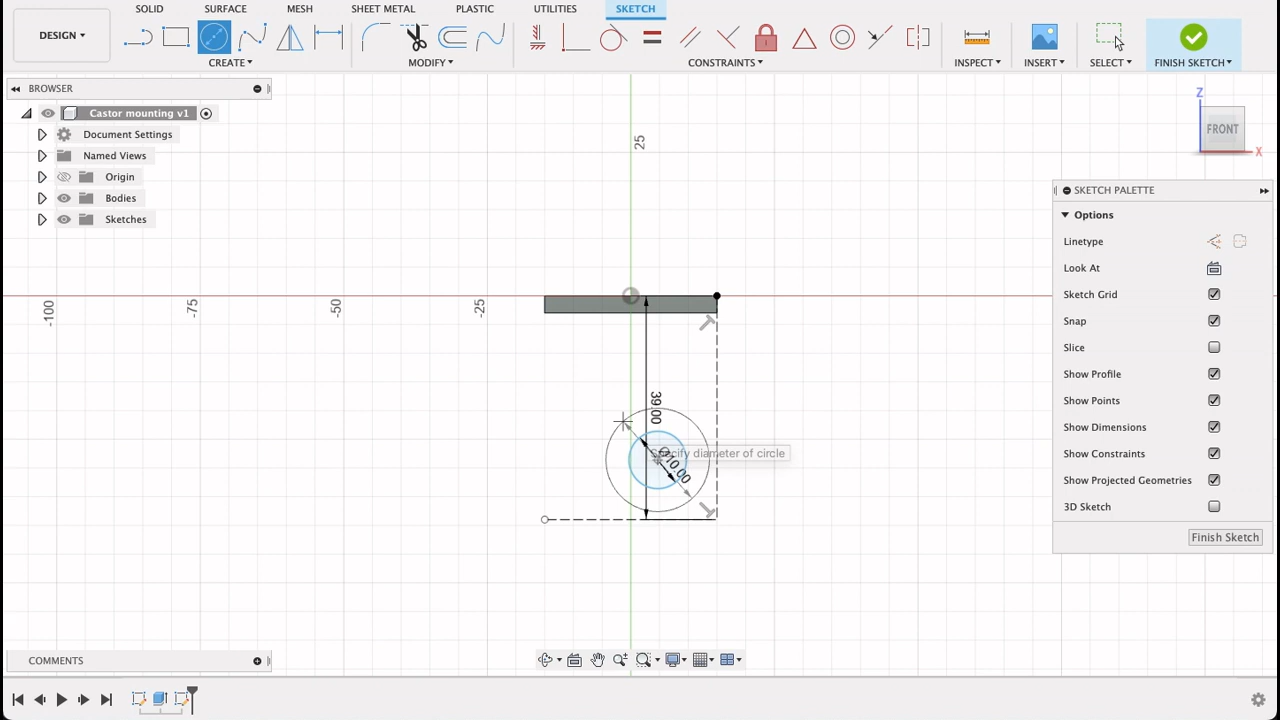 SOLID SURFACE MESH SHEET METAL PLASTIC UTILITIES SKETCH
DESIGN
CREATE MODIFY CONSTRAINTS INSPECT INSERT SELECT FINISH SKETCH
BROWSER
Castor mounting v1
Document Settings
Named Views
Origin
Bodies
Sketches
Z
FRONT
X
SKETCH PALETTE
Options
Linetype
Look At
Sketch Grid
Snap
Slice
Show Profile
Show Points
Show Dimensions
Show Constraints
Show Projected Geometries
3D Sketch
Finish Sketch
25
-100
-75
-50
-25
39.00
Specify diameter of circle
Ø10.00
COMMENTS